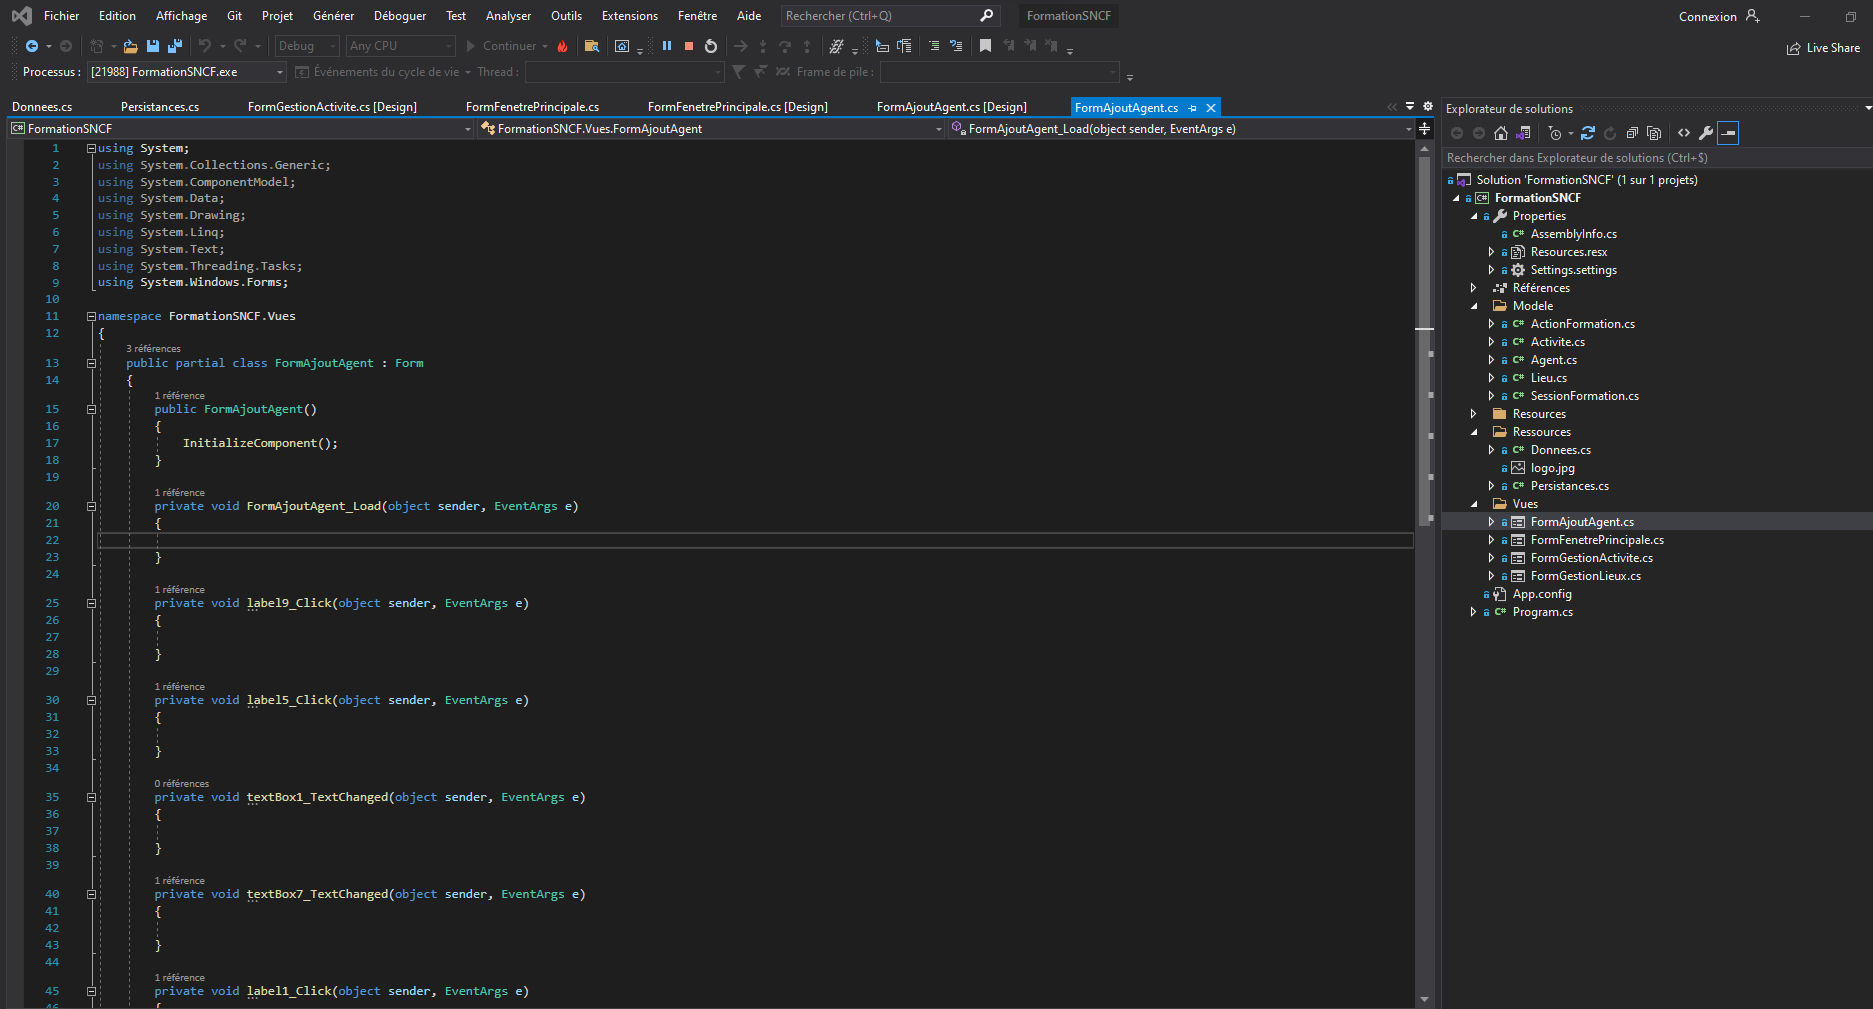 Fichier Edition Affichage Git Projet Générer Déboguer Test Analyser Outils Extensions Fenêtre Aide Rechercher (Ctrl+Q) FormationSNCF Connexion
Debug Any CPU Continuer Live Share
Processus : [21988] FormationSNCF.exe Événements du cycle de vie Thread : Frame de pile :
Donnees.cs Persistances.cs FormGestionActivite.cs [Design] FormFenetrePrincipale.cs FormFenetrePrincipale.cs [Design] FormAjoutAgent.cs [Design] FormAjoutAgent.cs
C# FormationSNCF FormationSNCF.Vues.FormAjoutAgent FormAjoutAgent_Load(object sender, EventArgs e)
1 using System;
2 using System.Collections.Generic;
3 using System.ComponentModel;
4 using System.Data;
5 using System.Drawing;
6 using System.Linq;
7 using System.Text;
8 using System.Threading.Tasks;
9 using System.Windows.Forms;
10
11 namespace FormationSNCF.Vues
12 {
3 références
13 public partial class FormAjoutAgent : Form
14 {
1 référence
15 public FormAjoutAgent()
16 {
17 InitializeComponent();
18 }
19
1 référence
20 private void FormAjoutAgent_Load(object sender, EventArgs e)
21 {
22
23 }
24
1 référence
25 private void label9_Click(object sender, EventArgs e)
26 {
27
28 }
29
1 référence
30 private void label5_Click(object sender, EventArgs e)
31 {
32
33 }
34
0 références
35 private void textBox1_TextChanged(object sender, EventArgs e)
36 {
37
38 }
39
1 référence
40 private void textBox7_TextChanged(object sender, EventArgs e)
41 {
42
43 }
44
1 référence
45 private void label1_Click(object sender, EventArgs e)
46 {
Explorateur de solutions
Rechercher dans Explorateur de solutions (Ctrl+$)
Solution 'FormationSNCF' (1 sur 1 projets)
C# FormationSNCF
Properties
C# AssemblyInfo.cs
Resources.resx
Settings.settings
Références
Modele
C# ActionFormation.cs
C# Activite.cs
C# Agent.cs
C# Lieu.cs
C# SessionFormation.cs
Resources
Ressources
C# Donnees.cs
logo.jpg
C# Persistances.cs
Vues
FormAjoutAgent.cs
FormFenetrePrincipale.cs
FormGestionActivite.cs
FormGestionLieux.cs
App.config
C# Program.cs